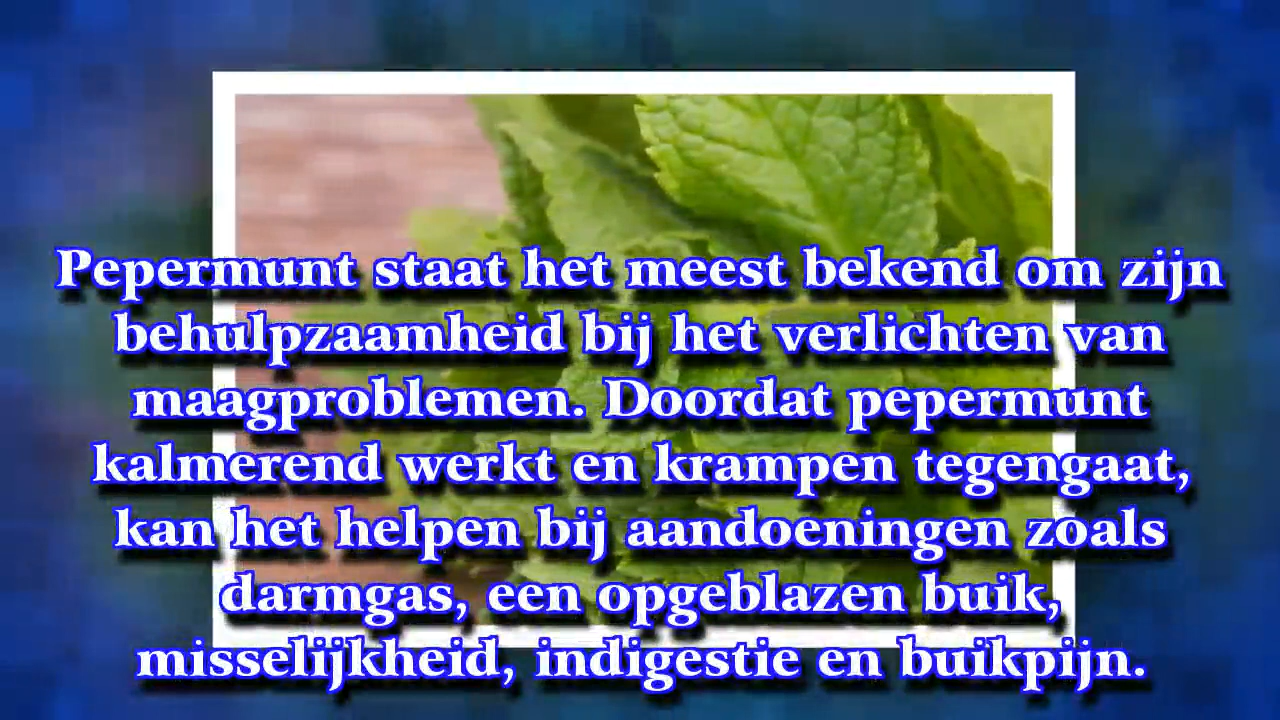 Pepermunt staat het meest bekend om zijn
behulpzaamheid bij het verlichten van
maagproblemen. Doordat pepermunt
kalmerend werkt en krampen tegengaat,
kan het helpen bij aandoeningen zoals
darmgas, een opgeblazen buik,
misselijkheid, indigestie en buikpijn.